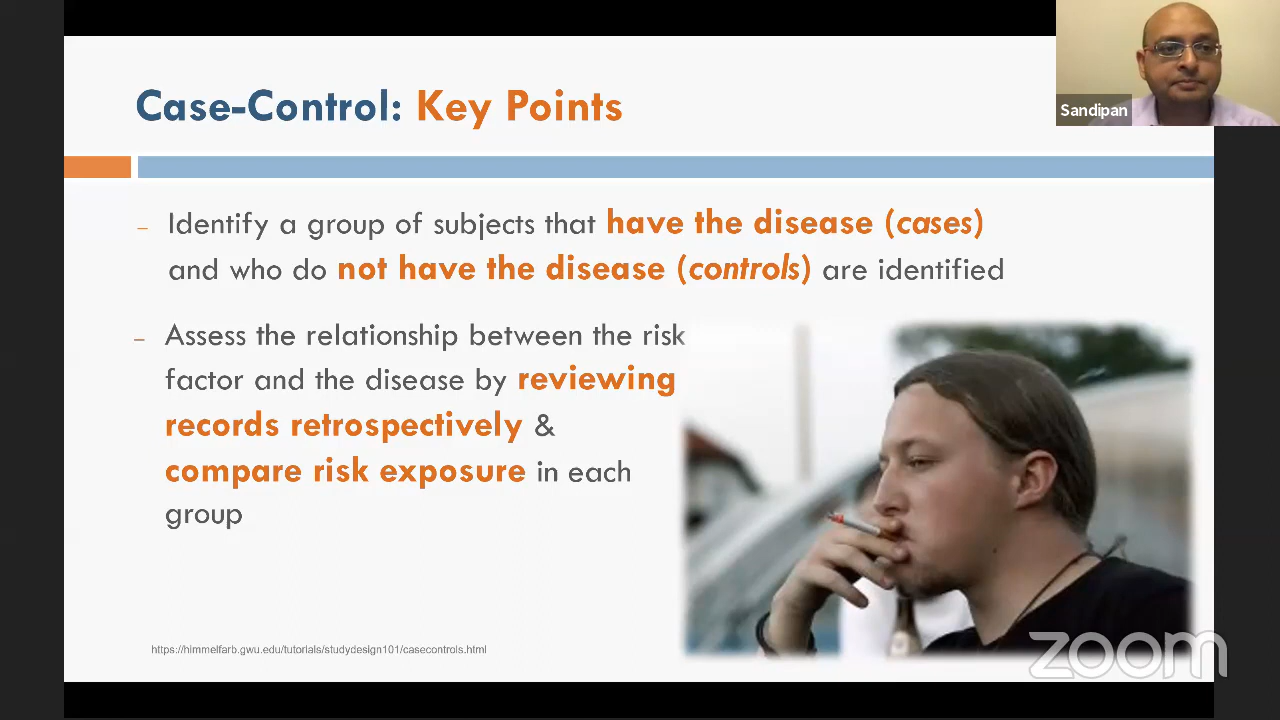 Case-Control: Key Points
Sandipan
– Identify a group of subjects that have the disease (cases)
and who do not have the disease (controls) are identified
– Assess the relationship between the risk
factor and the disease by reviewing
records retrospectively &
compare risk exposure in each
group
https://himmelfarb.gwu.edu/tutorials/studydesign101/casecontrols.html
zoom